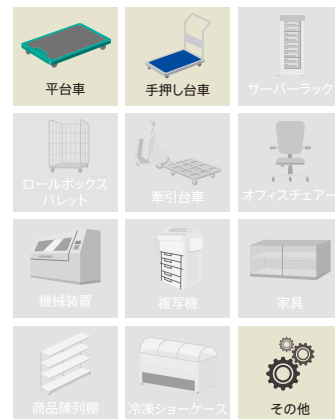 平台車
手押し台車
サーバーラック
ロールボックス
パレット
牽引台車
オフィスチェアー
機械装置
複写機
家具
商品陳列棚
冷凍ショーケース
その他